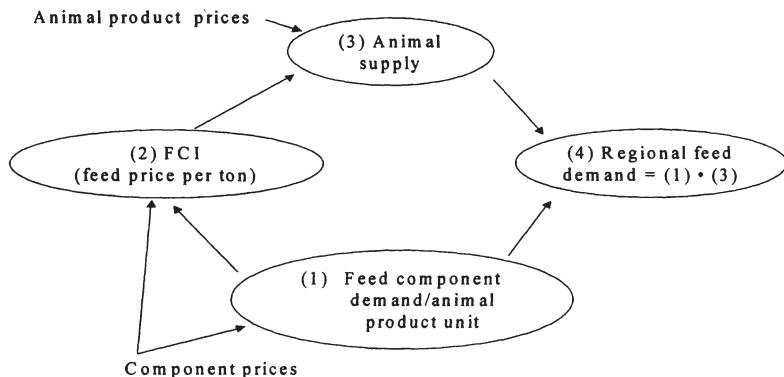 Animal product prices
(3) Animal
supply
(2) FCI
(feed price per ton)
(4) Regional feed
demand = (1) • (3)
(1) Feed component
demand/animal
product unit
Component prices